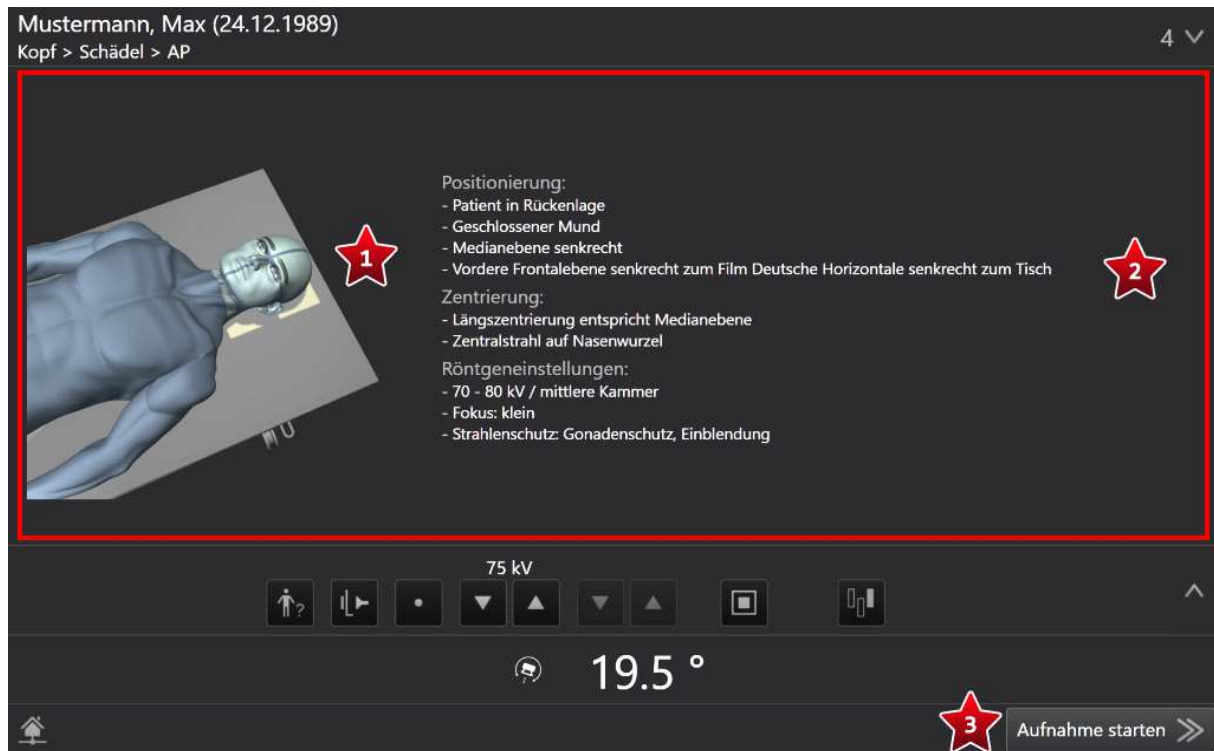 Mustermann, Max (24.12.1989)
Kopf > Schädel > AP
4
Positionierung:
- Patient in Rückenlage
- Geschlossener Mund
- Medianebene senkrecht
- Vordere Frontalebene senkrecht zum Film Deutsche Horizontale senkrecht zum Tisch
Zentrierung:
- Längszentrierung entspricht Medianebene
- Zentralstrahl auf Nasenwurzel
Röntgeneinstellungen:
- 70 - 80 kV / mittlere Kammer
- Fokus: klein
- Strahlenschutz: Gonadenschutz, Einblendung
1
2
75 kV
?
19.5 °
3
Aufnahme starten